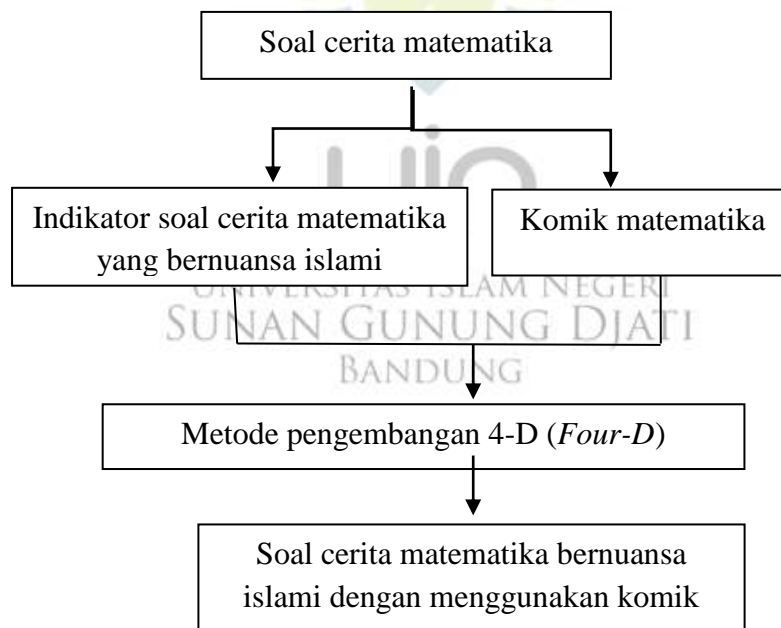 Soal cerita matematika
uin
Indikator soal cerita matematika
yang bernuansa islami
Komik matematika
UNIVERSITAS ISLAM NEGERI
SUNAN GUNUNG DJATI
BANDUNG
Metode pengembangan 4-D (Four-D)
Soal cerita matematika bernuansa
islami dengan menggunakan komik